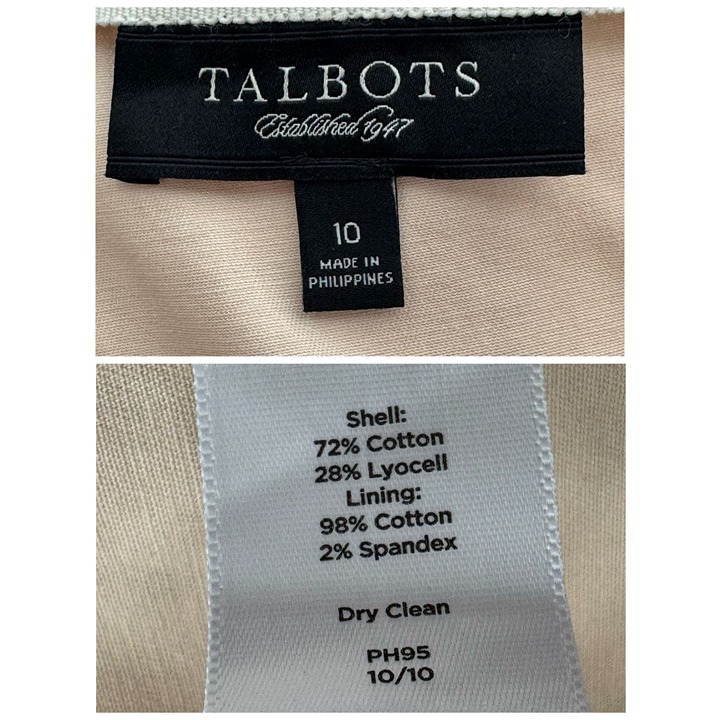 TALBOTS
Established 1947
10
MADE IN
PHILIPPINES
Shell:
72% Cotton
28% Lyocell
Lining:
98% Cotton
2% Spandex
Dry Clean
PH95
10/10